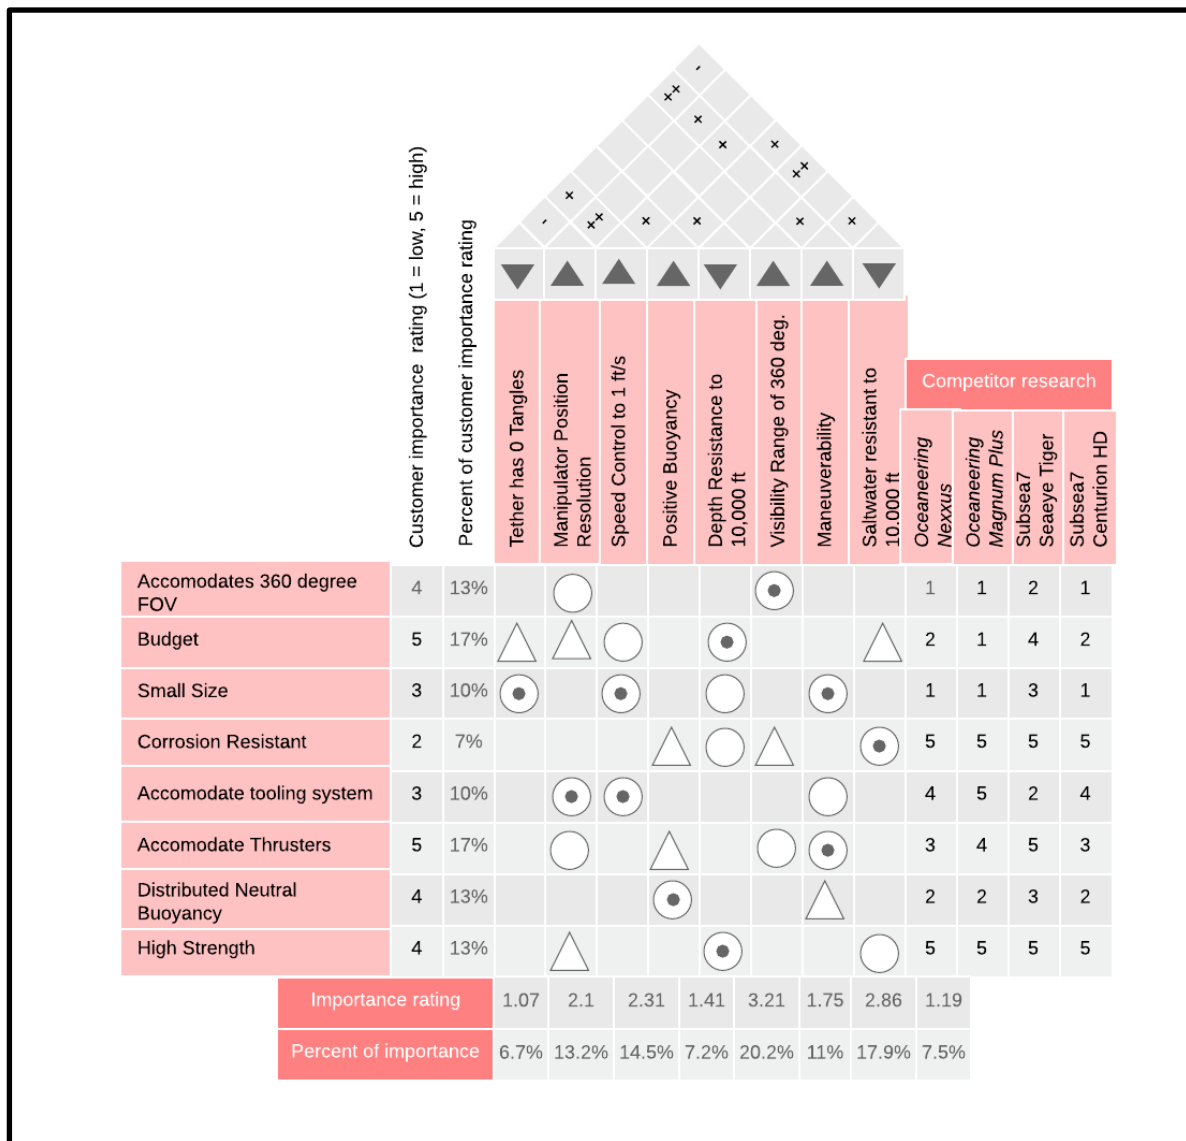 Customer importance rating (1 = low, 5 = high)
Percent of customer importance rating
Tether has 0 Tangles
Manipulator Position
Resolution
Speed Control to 1 ft/s
Positive Buoyancy
Depth Resistance to
10,000 ft
Visibility Range of 360 deg.
Maneuverability
Saltwater resistant to
10.000 ft
Competitor research
Oceaneering
Nexxus
Oceaneering
Magnum Plus
Subsea7
Seaeye Tiger
Subsea7
Centurion HD
Accomodates 360 degree
FOV
4 13% 1 1 2 1
Budget 5 17% 2 1 4 2
Small Size 3 10% 1 1 3 1
Corrosion Resistant 2 7% 5 5 5 5
Accomodate tooling system 3 10% 4 5 2 4
Accomodate Thrusters 5 17% 3 4 5 3
Distributed Neutral
Buoyancy
4 13% 2 2 3 2
High Strength 4 13% 5 5 5 5
Importance rating 1.07 2.1 2.31 1.41 3.21 1.75 2.86 1.19
Percent of importance 6.7% 13.2% 14.5% 7.2% 20.2% 11% 17.9% 7.5%